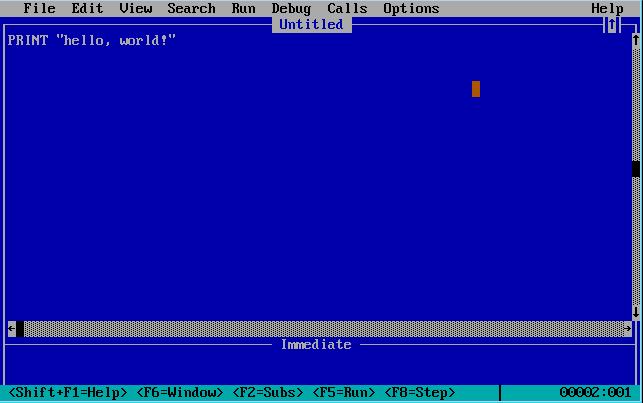 File Edit View Search Run Debug Calls Options Help
Untitled
PRINT "hello, world!"
Immediate
<Shift+F1=Help> <F6=Window> <F2=Subs> <F5=Run> <F8=Step> 00002:001